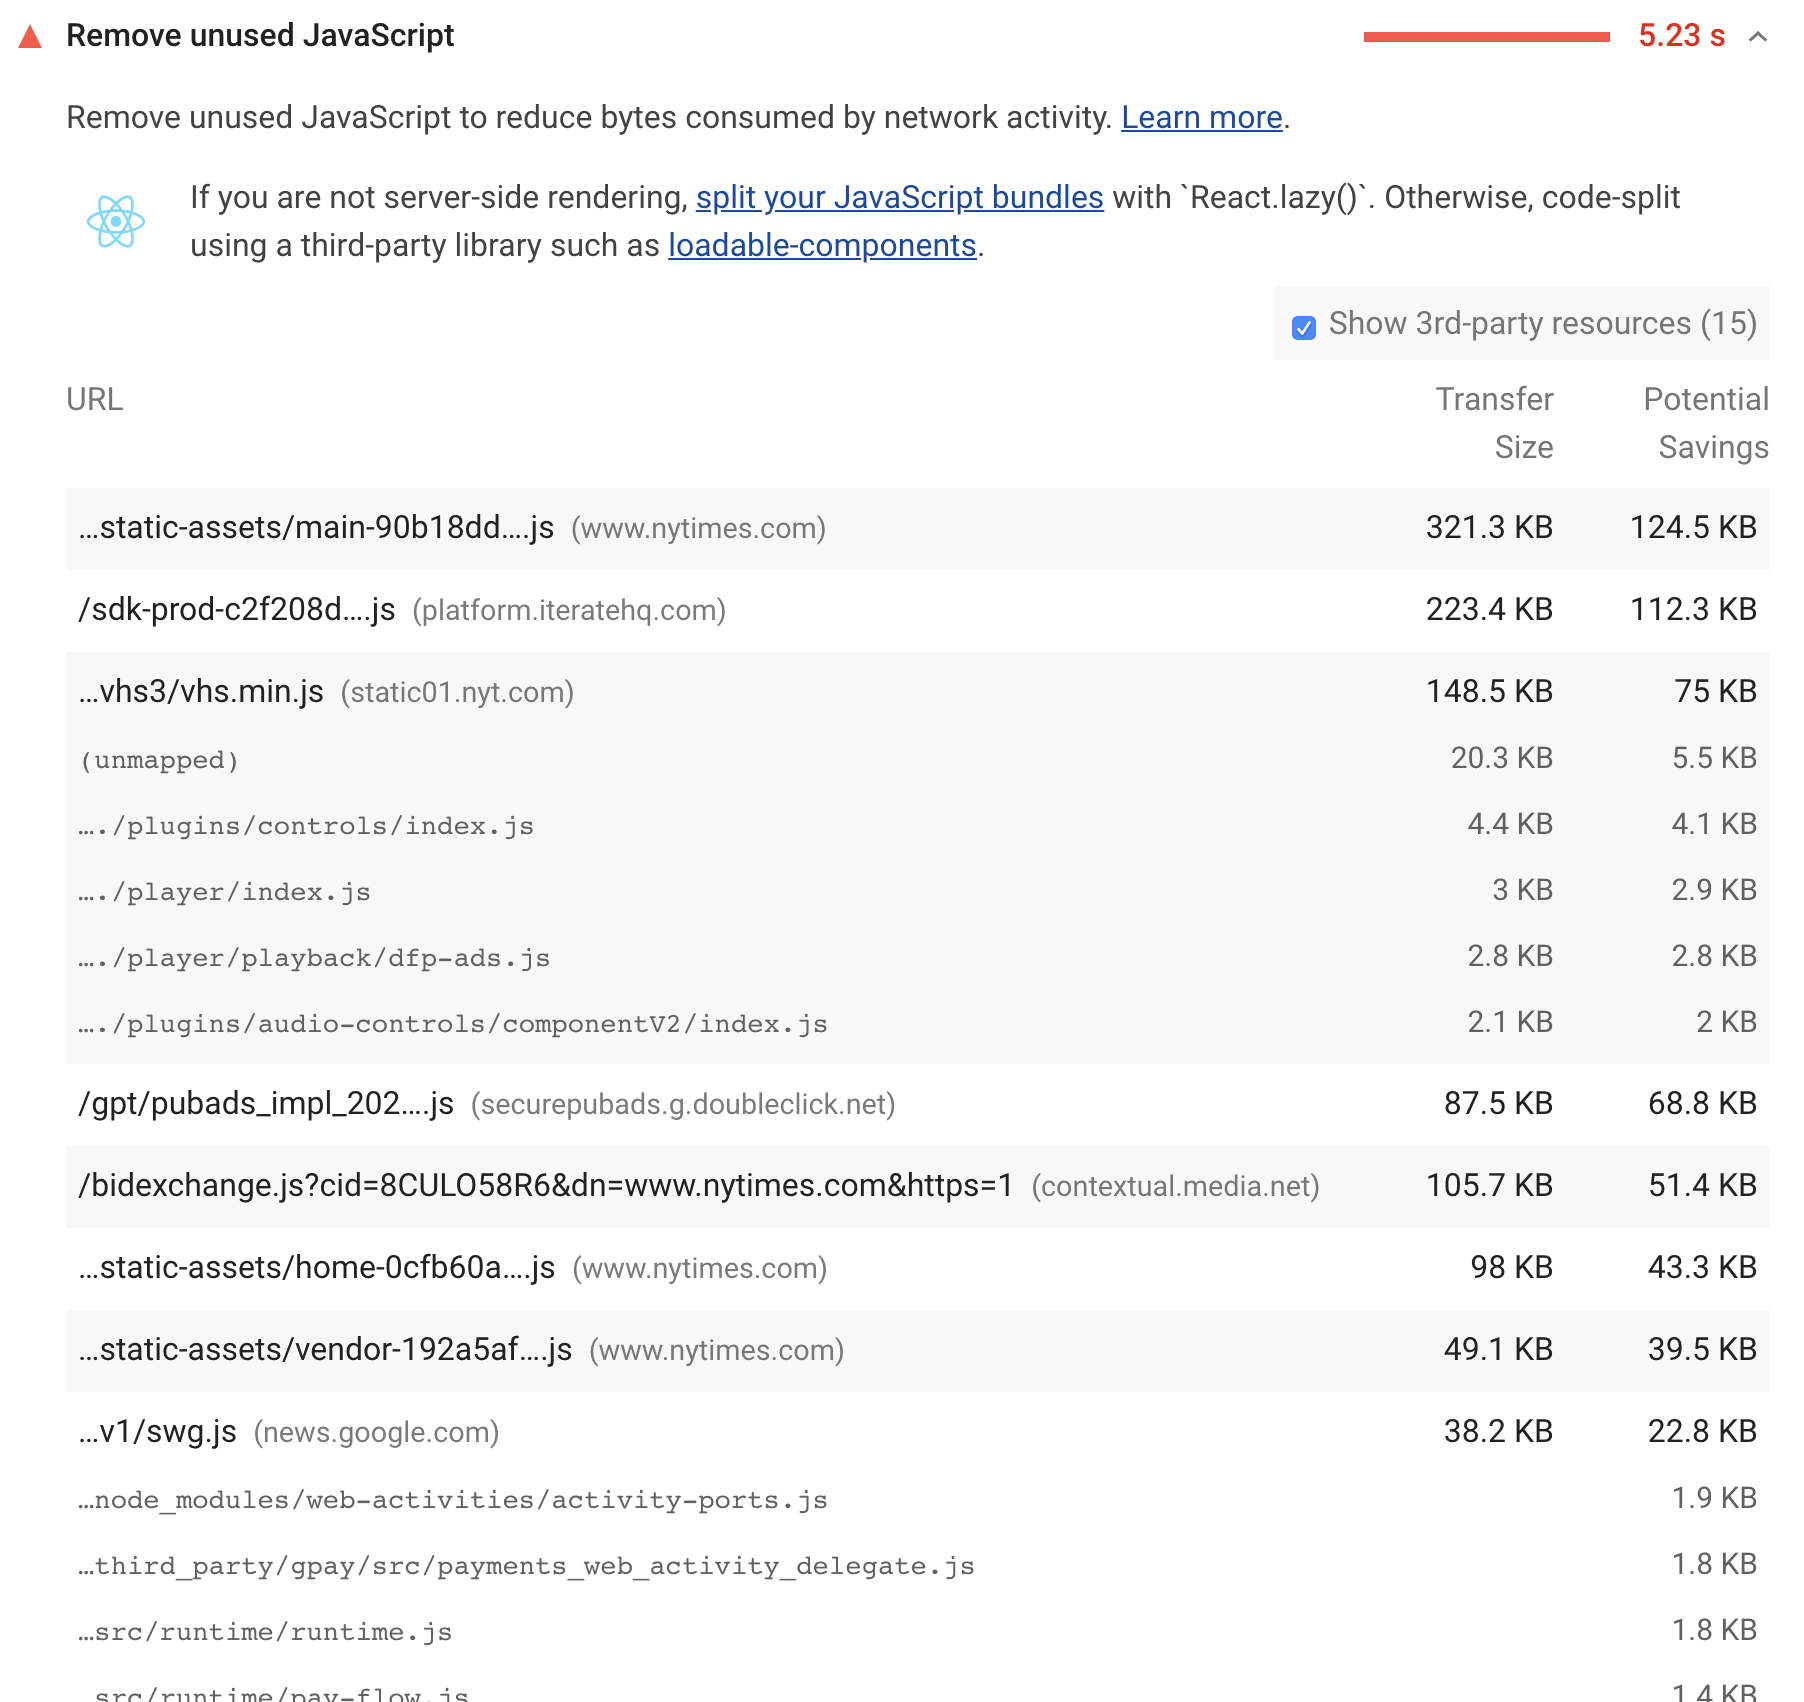 Remove unused JavaScript 5.23 s
Remove unused JavaScript to reduce bytes consumed by network activity. Learn more.
If you are not server-side rendering, split your JavaScript bundles with `React.lazy()`. Otherwise, code-split
using a third-party library such as loadable-components.
Show 3rd-party resources (15)
URL Transfer Size Potential Savings
…static-assets/main-90b18dd….js (www.nytimes.com) 321.3 KB 124.5 KB
/sdk-prod-c2f208d….js (platform.iteratehq.com) 223.4 KB 112.3 KB
…vhs3/vhs.min.js (static01.nyt.com) 148.5 KB 75 KB
(unmapped) 20.3 KB 5.5 KB
…./plugins/controls/index.js 4.4 KB 4.1 KB
…./player/index.js 3 KB 2.9 KB
…./player/playback/dfp-ads.js 2.8 KB 2.8 KB
…./plugins/audio-controls/componentV2/index.js 2.1 KB 2 KB
/gpt/pubads_impl_202….js (securepubads.g.doubleclick.net) 87.5 KB 68.8 KB
/bidexchange.js?cid=8CULO58R6&dn=www.nytimes.com&https=1 (contextual.media.net) 105.7 KB 51.4 KB
…static-assets/home-0cfb60a….js (www.nytimes.com) 98 KB 43.3 KB
…static-assets/vendor-192a5af….js (www.nytimes.com) 49.1 KB 39.5 KB
…v1/swg.js (news.google.com) 38.2 KB 22.8 KB
…node_modules/web-activities/activity-ports.js 1.9 KB
…third_party/gpay/src/payments_web_activity_delegate.js 1.8 KB
…src/runtime/runtime.js 1.8 KB
…src/runtime/pay-flow.js 1.4 KB